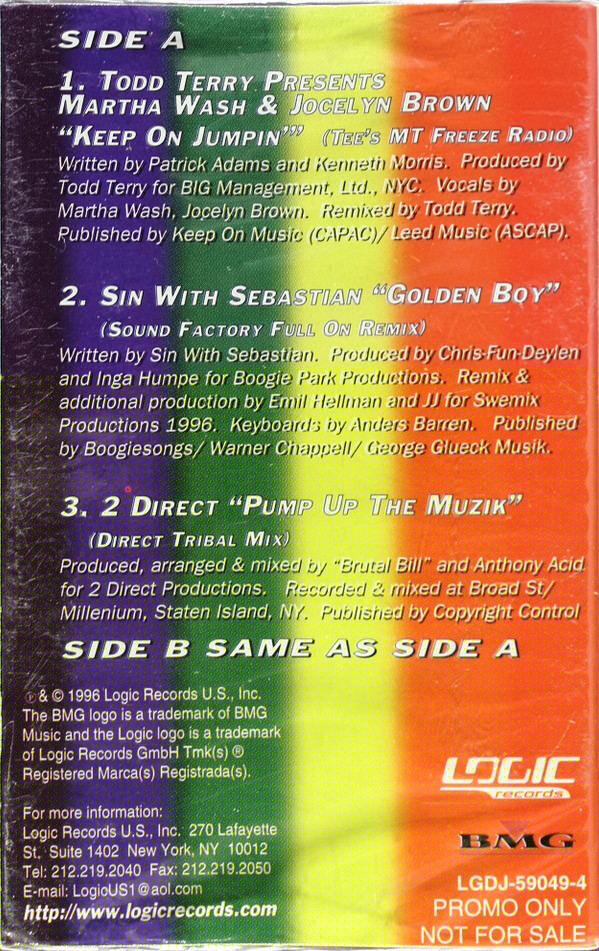 SIDE A
1. TODD TERRY PRESENTS
MARTHA WASH & JOCELYN BROWN
"KEEP ON JUMPIN'" (TEE'S MT FREEZE RADIO)
Written by Patrick Adams and Kenneth Morris. Produced by
Todd Terry for BIG Management, Ltd., NYC. Vocals by
Martha Wash, Jocelyn Brown. Remixed by Todd Terry.
Published by Keep On Music (CAPAC)/ Leed Music (ASCAP).
2. SIN WITH SEBASTIAN "GOLDEN BOY"
(SOUND FACTORY FULL ON REMIX)
Written by Sin With Sebastian. Produced by Chris-Fun-Deylen
and Inga Humpe for Boogie Park Productions. Remix &
additional production by Emil Hellman and JJ for Swemix
Productions 1996. Keyboards by Anders Barren. Published
by Boogiesongs/ Warner Chappell/ George Glueck Musik.
3. 2 DIRECT "PUMP UP THE MUZIK"
(DIRECT TRIBAL MIX)
Produced, arranged & mixed by "Brutal Bill" and Anthony Acid
for 2 Direct Productions. Recorded & mixed at Broad St/
Millenium, Staten Island, NY. Published by Copyright Control
SIDE B SAME AS SIDE A
℗ & © 1996 Logic Records U.S., Inc.
The BMG logo is a trademark of BMG
Music and the Logic logo is a trademark
of Logic Records GmbH Tmk(s) ®
Registered Marca(s) Registrada(s).
For more information:
Logic Records U.S., Inc. 270 Lafayette
St. Suite 1402 New York, NY 10012
Tel: 212.219.2040 Fax: 212.219.2050
E-mail: LogicUS1@aol.com
http://www.logicrecords.com
LOGIC
records
BMG
LGDJ-59049-4
PROMO ONLY
NOT FOR SALE